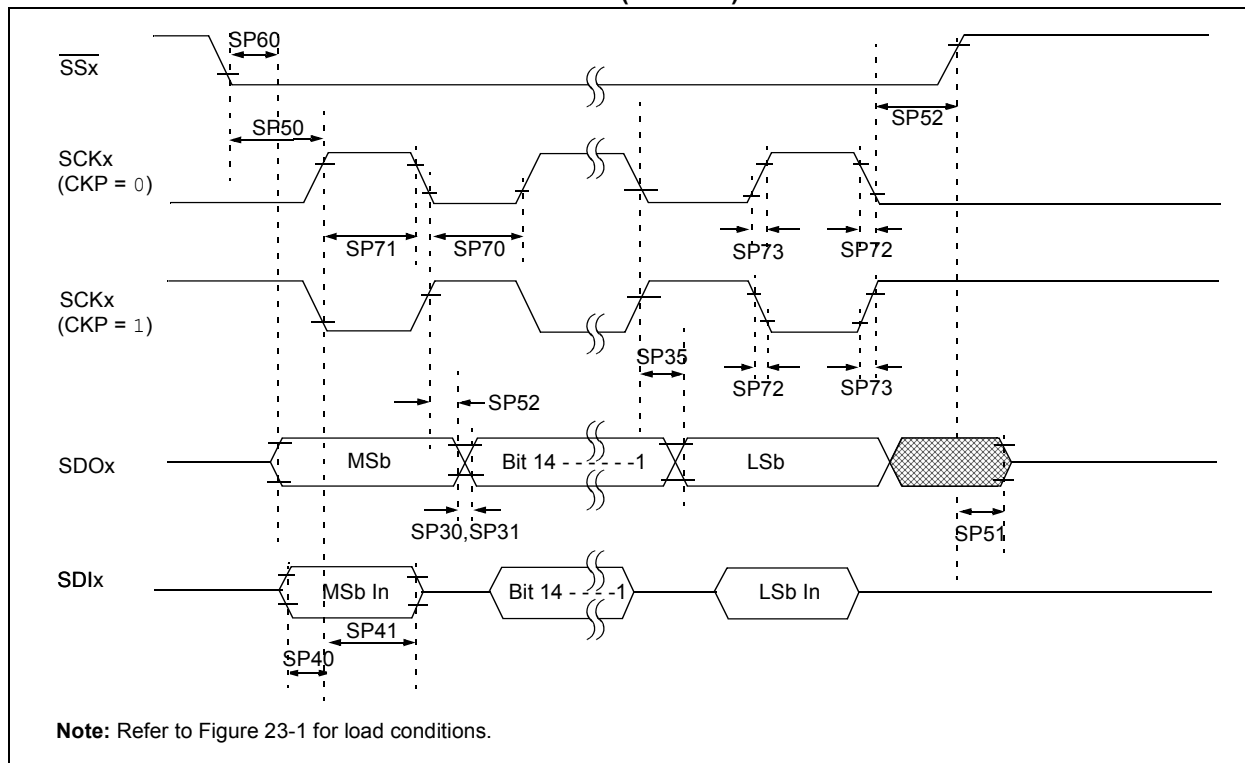 SP60
SSx
SP50
SP52
SCKx
(CKP = 0)
SP71
SP70
SP73
SP72
SCKx
(CKP = 1)
SP35
SP72
SP73
SP52
SDOx
MSb
Bit 14 - - - - - -1
LSb
SP30,SP31
SP51
SDIx
MSb In
Bit 14 - - - -1
LSb In
SP41
SP40
Note: Refer to Figure 23-1 for load conditions.